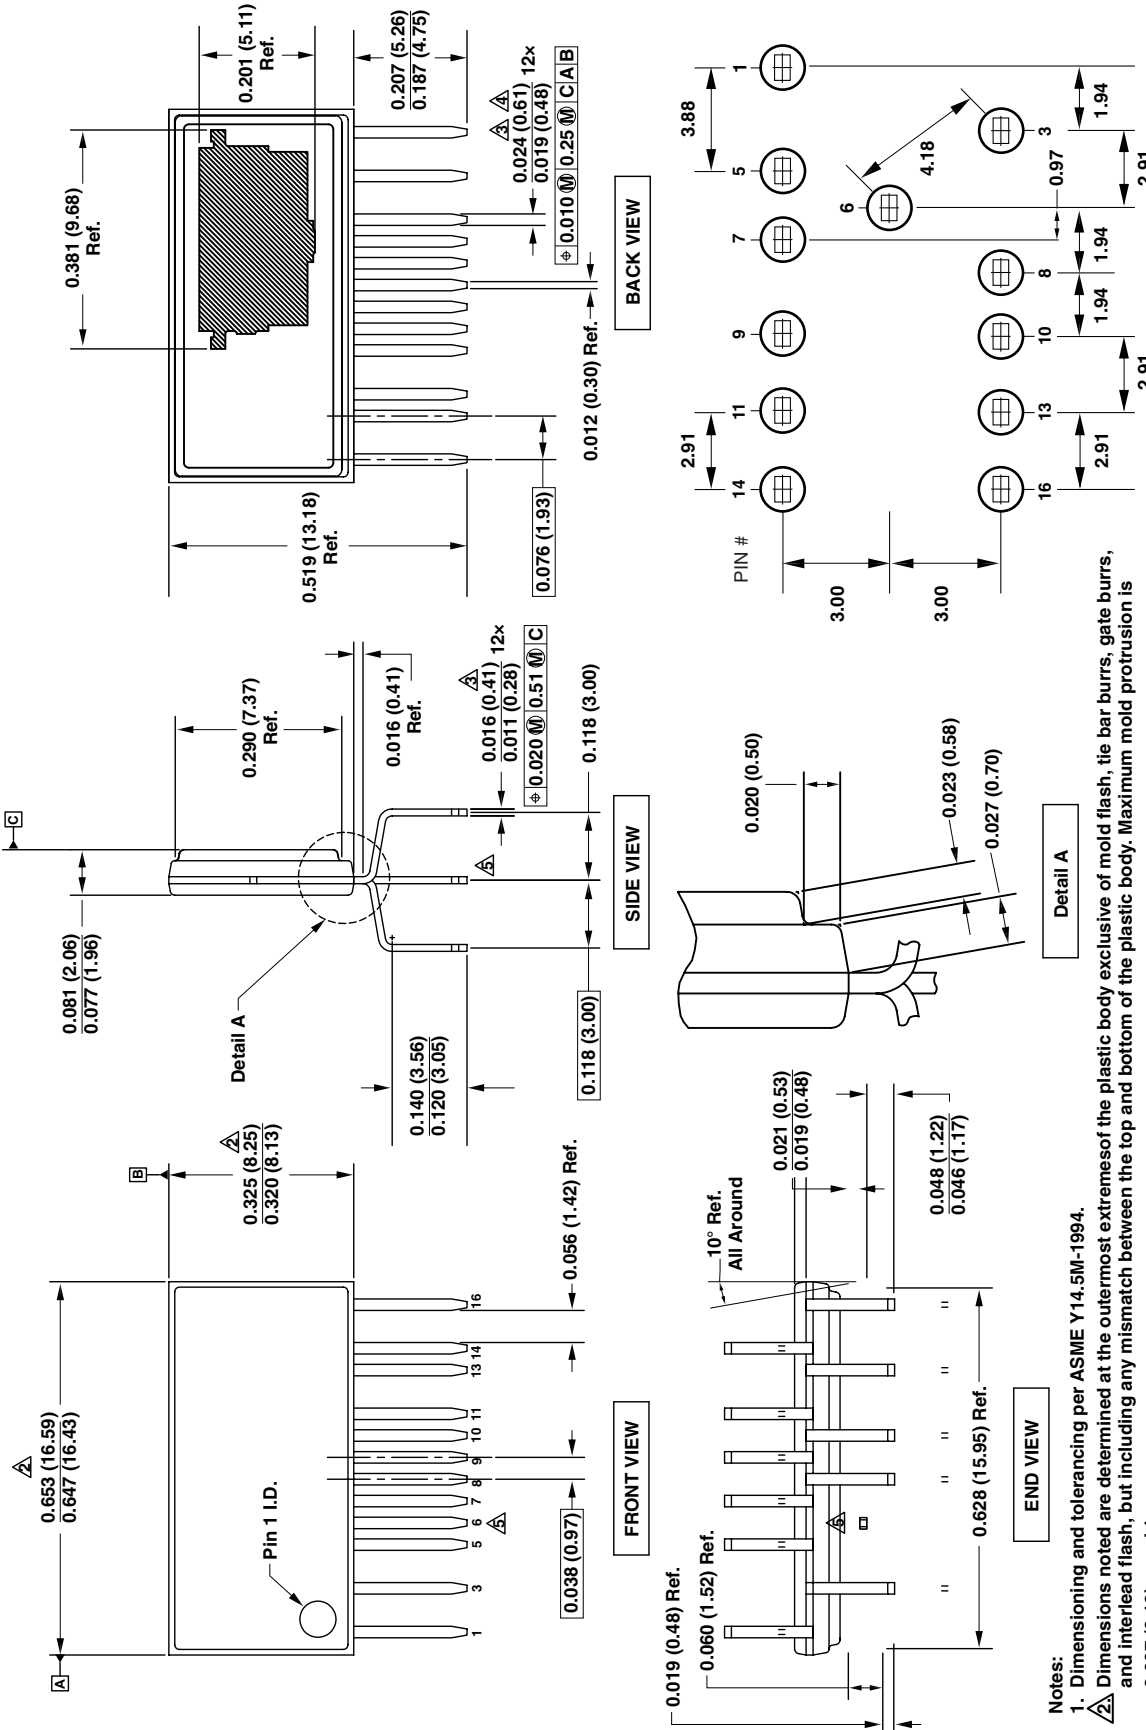 A
0.653 (16.59)
0.647 (16.43)
2
B
0.325 (8.25)
0.320 (8.13)
2
Pin 1 I.D.
1
3
5
6
7
8
9
10
11
13
14
16
5
0.038 (0.97)
0.056 (1.42) Ref.
FRONT VIEW
C
0.081 (2.06)
0.077 (1.96)
0.290 (7.37)
Ref.
Detail A
0.016 (0.41)
Ref.
3
0.016 (0.41)
0.011 (0.28)
12×
⌖ 0.020 Ⓜ 0.51 Ⓜ C
0.140 (3.56)
0.120 (3.05)
5
0.118 (3.00)
0.118 (3.00)
SIDE VIEW
0.381 (9.68)
Ref.
0.201 (5.11)
Ref.
0.207 (5.26)
0.187 (4.75)
0.519 (13.18)
Ref.
3 4
0.024 (0.61)
0.019 (0.48)
12×
⌖ 0.010 Ⓜ 0.25 Ⓜ C A B
0.012 (0.30) Ref.
0.076 (1.93)
BACK VIEW
0.019 (0.48) Ref.
0.060 (1.52) Ref.
5
10° Ref.
All Around
0.021 (0.53)
0.019 (0.48)
0.048 (1.22)
0.046 (1.17)
0.628 (15.95) Ref.
END VIEW
0.020 (0.50)
0.023 (0.58)
0.027 (0.70)
Detail A
PIN #
14
11
9
7
6
5
1
16
13
10
8
3
2.91
3.88
3.00
3.00
4.18
0.97
2.91
2.91
1.94
1.94
2.91
1.94
Notes:
1. Dimensioning and tolerancing per ASME Y14.5M-1994.
2. Dimensions noted are determined at the outermost extremesof the plastic body exclusive of mold flash, tie bar burrs, gate burrs,
and interlead flash, but including any mismatch between the top and bottom of the plastic body. Maximum mold protrusion is